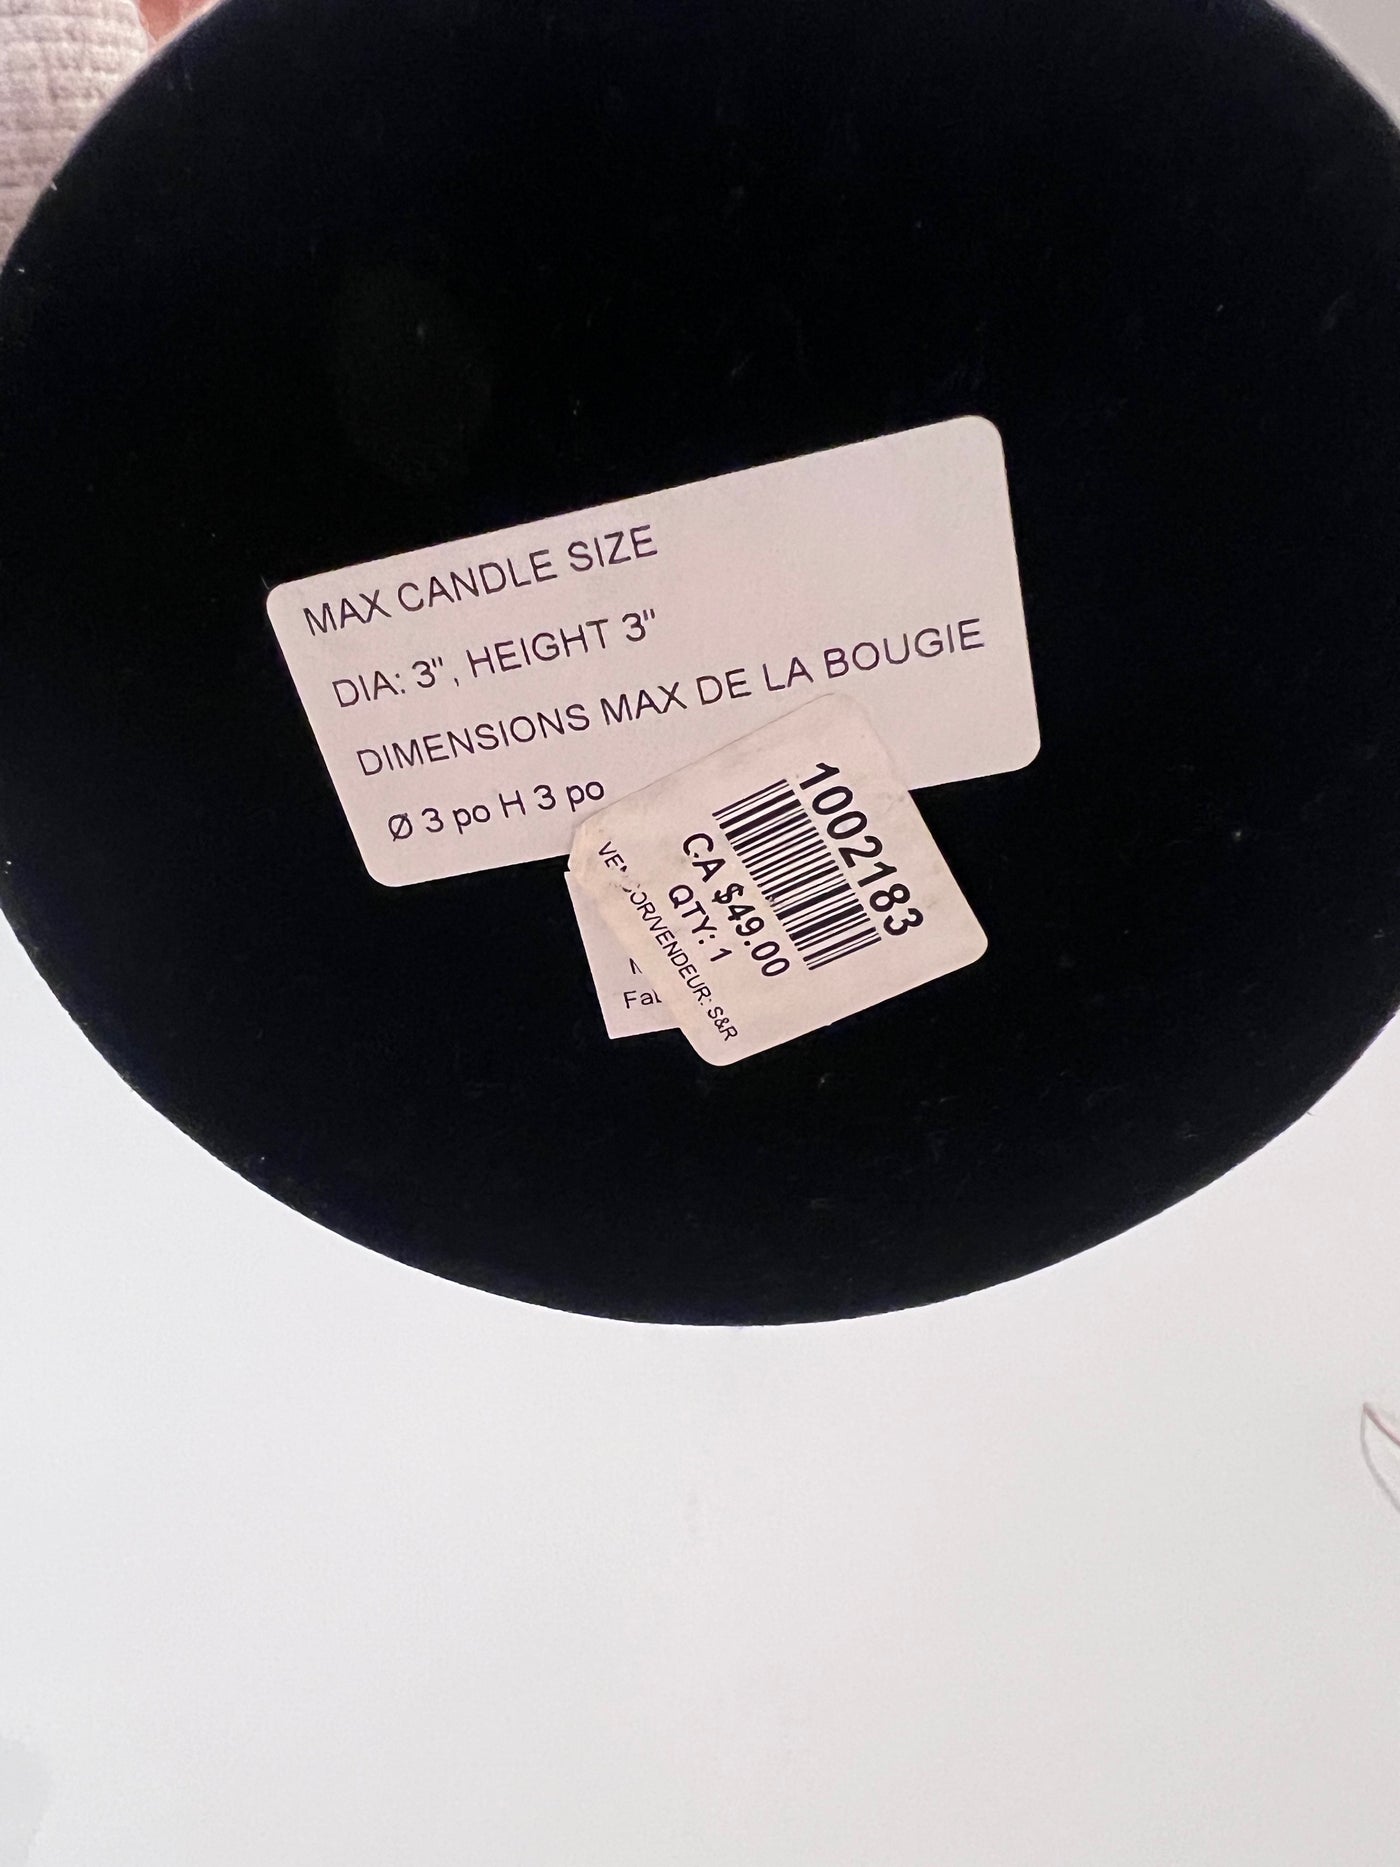 MAX CANDLE SIZE
DIA: 3", HEIGHT 3"
DIMENSIONS MAX DE LA BOUGIE
Ø 3 po H 3 po
1002183
CA $49.00
QTY: 1
VENDOR/VENDEUR: S&R